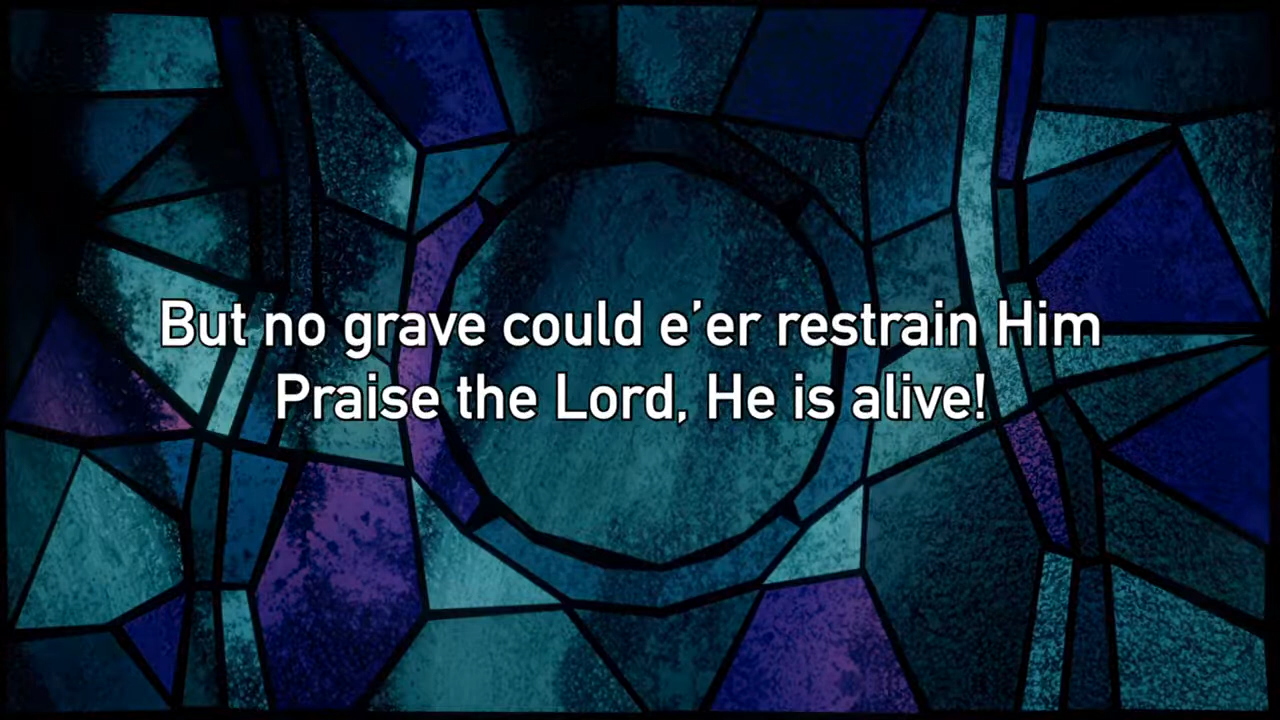 But no grave could e’er restrain Him
Praise the Lord, He is alive!